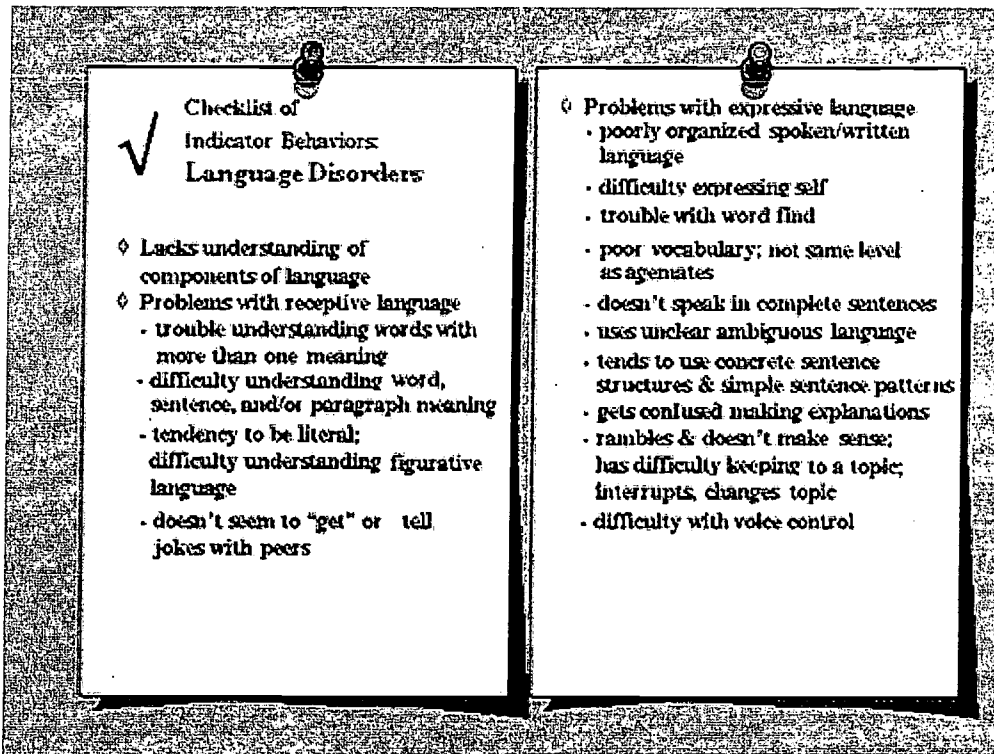 √
Checklist of
Indicator Behaviors:
Language Disorders
◊ Lacks understanding of
components of language
◊ Problems with receptive language
- trouble understanding words with
more than one meaning
- difficulty understanding word,
sentence, and/or paragraph meaning
- tendency to be literal;
difficulty understanding figurative
language
- doesn't seem to "get" or tell
jokes with peers
◊ Problems with expressive language
- poorly organized spoken/written
language
- difficulty expressing self
- trouble with word find
- poor vocabulary; not same level
as agemates
- doesn't speak in complete sentences
- uses unclear ambiguous language
- tends to use concrete sentence
structures & simple sentence patterns
- gets confused making explanations
- rambles & doesn't make sense;
has difficulty keeping to a topic;
interrupts, changes topic
- difficulty with voice control